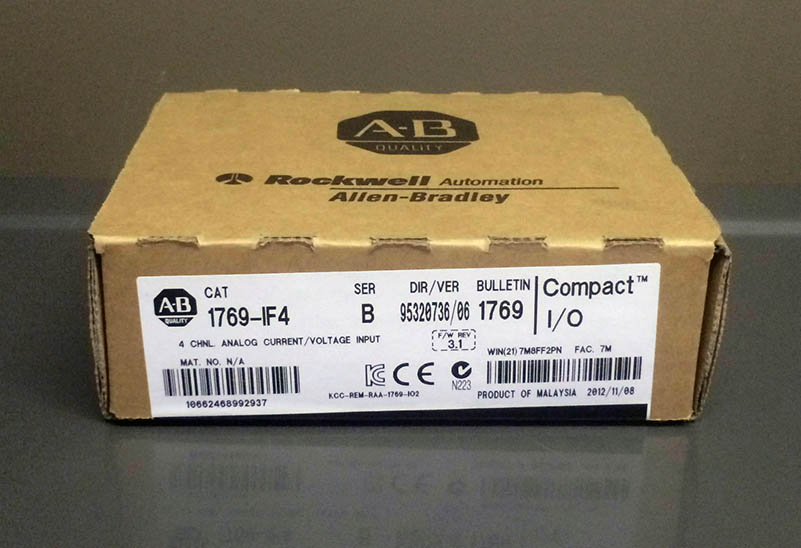 A-B
QUALITY
Rockwell Automation
Allen-Bradley
A-B
QUALITY
CAT
1769-IF4
SER
B
DIR/VER
95320736/06
BULLETIN
1769
Compact™
I/O
4 CHNL. ANALOG CURRENT/VOLTAGE INPUT
F/W REV
3.1
MAT. NO. N/A
10662468992937
KCC-REM-RAA-1769-IO2
CE
N223
WIN(21) 7M8FF2PN FAC. 7M
PRODUCT OF MALAYSIA 2012/11/08